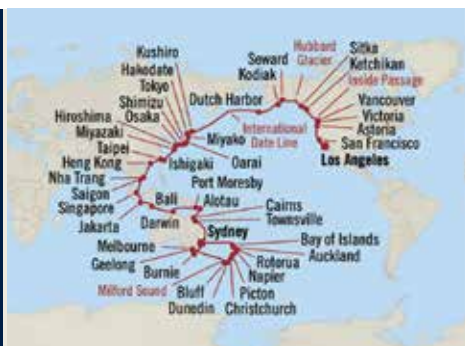 Kushiro
Hakodate
Tokyo
Shimizu
Osaka
Hiroshima
Miyazaki
Taipei
Heng Kong
Nha Trang
Saigon
Singapore
Jakarta
Bali
Darwin
Ishigaki
Miyako
Oarai
Port Moresby
Alotau
Cairns
Townsville
Sydney
Melbourne
Geelong
Burnie
Milford Sound
Bluff
Dunedin
Christchurch
Picton
Napier
Rotorua
Auckland
Bay of Islands
International
Date Line
Dutch Harbor
Kodiak
Seward
Hubbard
Glacier
Sitka
Ketchikan
Inside Passage
Vancouver
Victoria
Astoria
San Francisco
Los Angeles